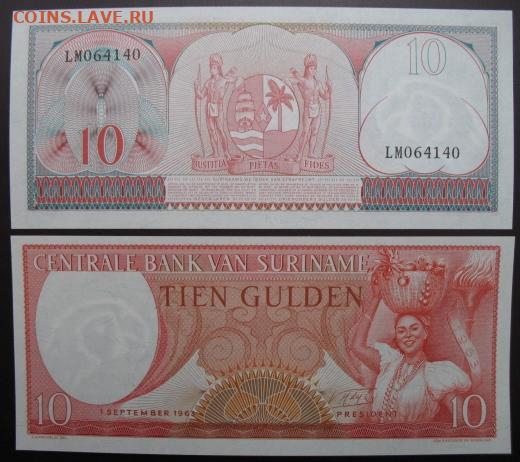 COINS.LAVE.RU
LM064140
10
10
LM064140
JUSTITIA PIETAS FIDES
CENTRALE BANK VAN SURINAME
TIEN GULDEN
10
1 SEPTEMBER 1963
PRESIDENT
10